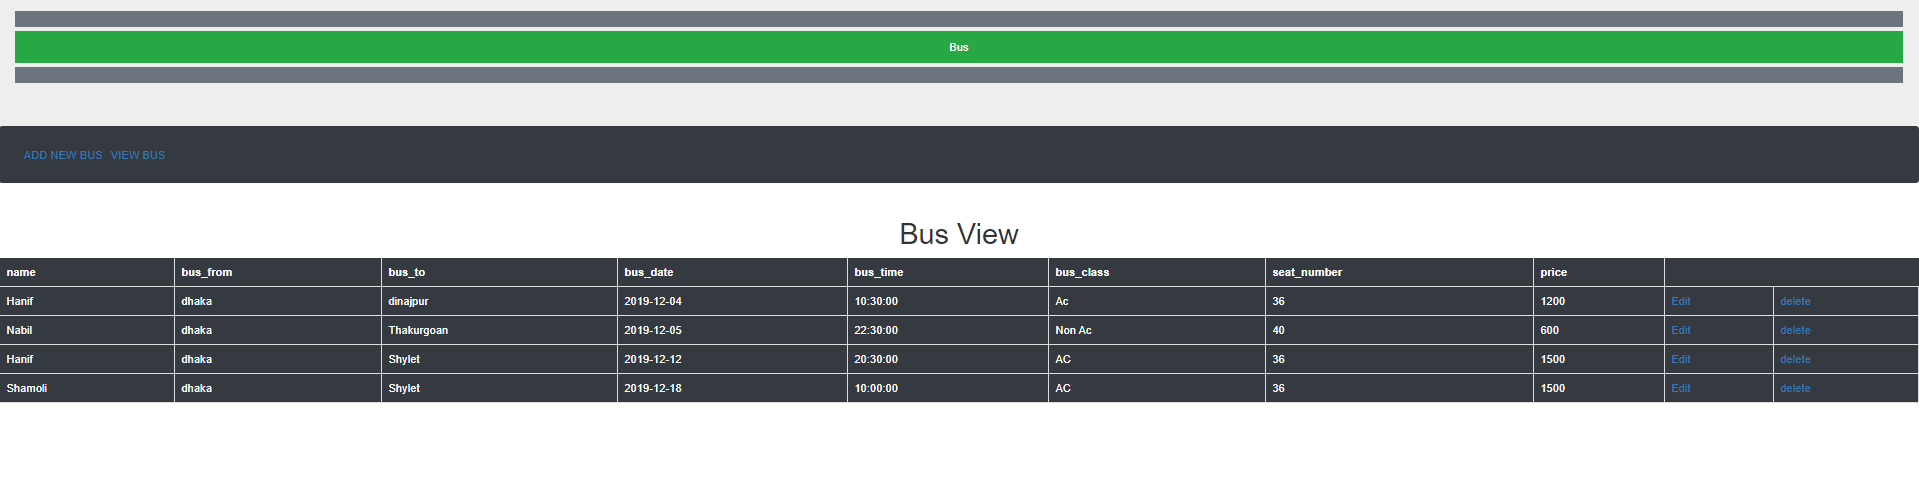 Bus
ADD NEW BUS VIEW BUS
Bus View
name bus_from bus_to bus_date bus_time bus_class seat_number price
Hanif dhaka dinajpur 2019-12-04 10:30:00 Ac 36 1200 Edit delete
Nabil dhaka Thakurgoan 2019-12-05 22:30:00 Non Ac 40 600 Edit delete
Hanif dhaka Shylet 2019-12-12 20:30:00 AC 36 1500 Edit delete
Shamoli dhaka Shylet 2019-12-18 10:00:00 AC 36 1500 Edit delete